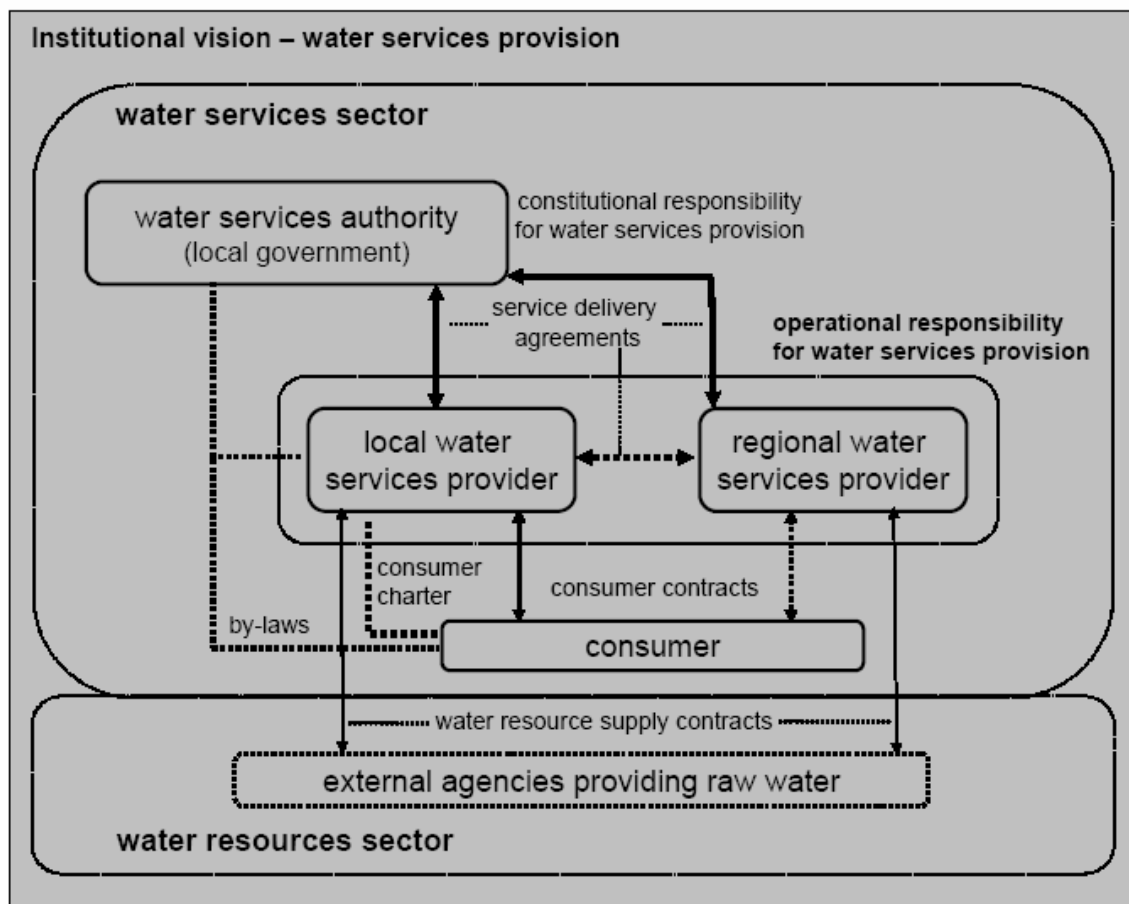 Institutional vision – water services provision
water services sector
water services authority
(local government)
constitutional responsibility
for water services provision
service delivery
agreements
operational responsibility
for water services provision
local water
services provider
regional water
services provider
consumer
charter
consumer contracts
by-laws
consumer
water resource supply contracts
external agencies providing raw water
water resources sector